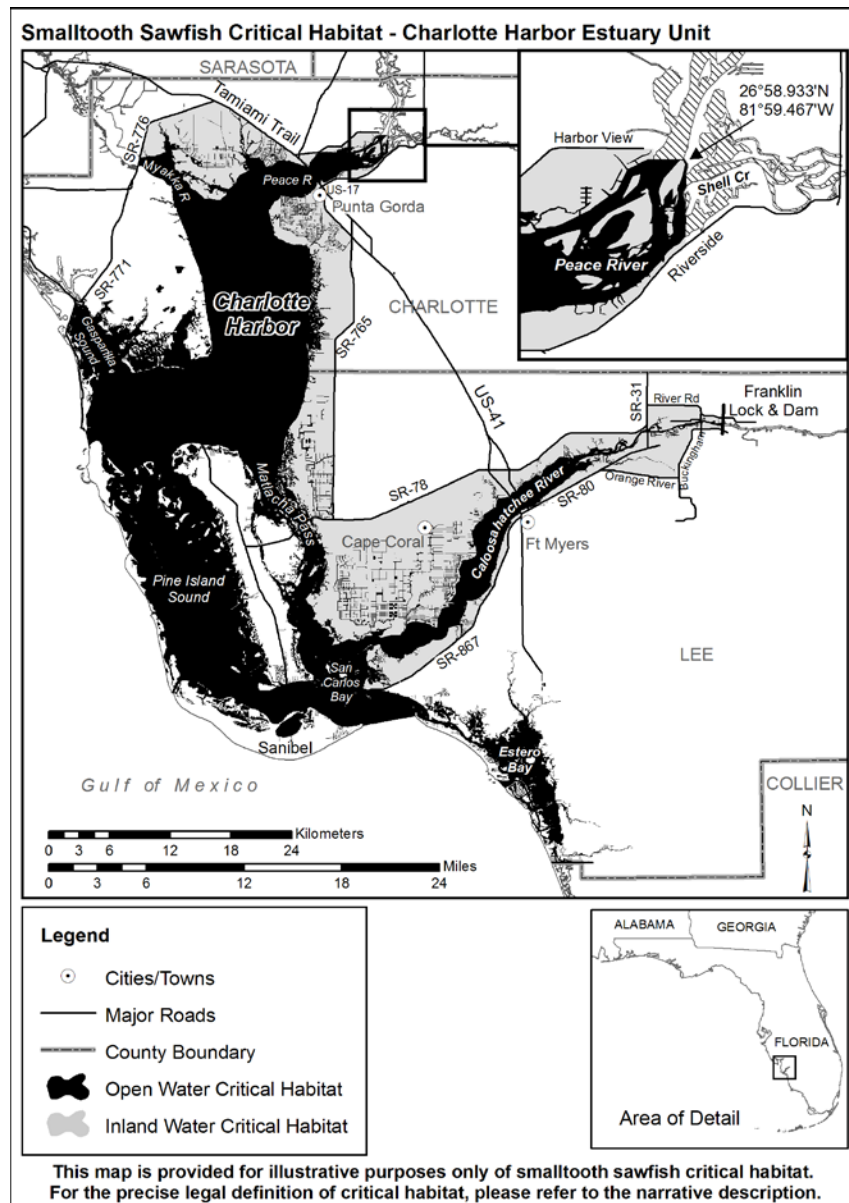 Smalltooth Sawfish Critical Habitat - Charlotte Harbor Estuary Unit
SARASOTA
Tamiami Trail
SR-776
Myakka R
Peace R
US-17
Punta Gorda
SR-771
Gasparilla
Sound
Charlotte
Harbor
CHARLOTTE
SR-765
US-41
Harbor View
26°58.933'N
81°59.467'W
Shell Cr
Peace River
Riverside
SR-31
River Rd
Franklin
Lock & Dam
Buckingham
Orange River
SR-80
SR-78
Matlacha Pass
Caloosahatchee River
Cape Coral
Ft Myers
Pine Island
Sound
SR-867
San
Carlos
Bay
LEE
Sanibel
Estero
Bay
COLLIER
Gulf of Mexico
N
Kilometers
0 3 6 12 18 24
Miles
0 3 6 12 18 24
Legend
Cities/Towns
Major Roads
County Boundary
Open Water Critical Habitat
Inland Water Critical Habitat
ALABAMA
GEORGIA
FLORIDA
Area of Detail
This map is provided for illustrative purposes only of smalltooth sawfish critical habitat.
For the precise legal definition of critical habitat, please refer to the narrative description.